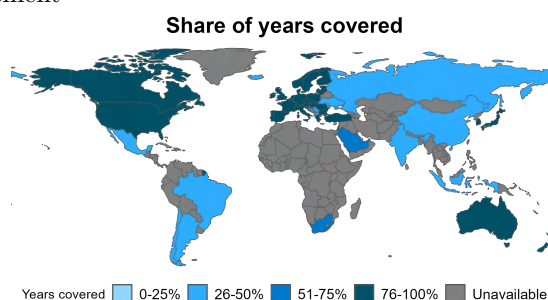 Share of years covered
Years covered 0-25% 26-50% 51-75% 76-100% Unavailable